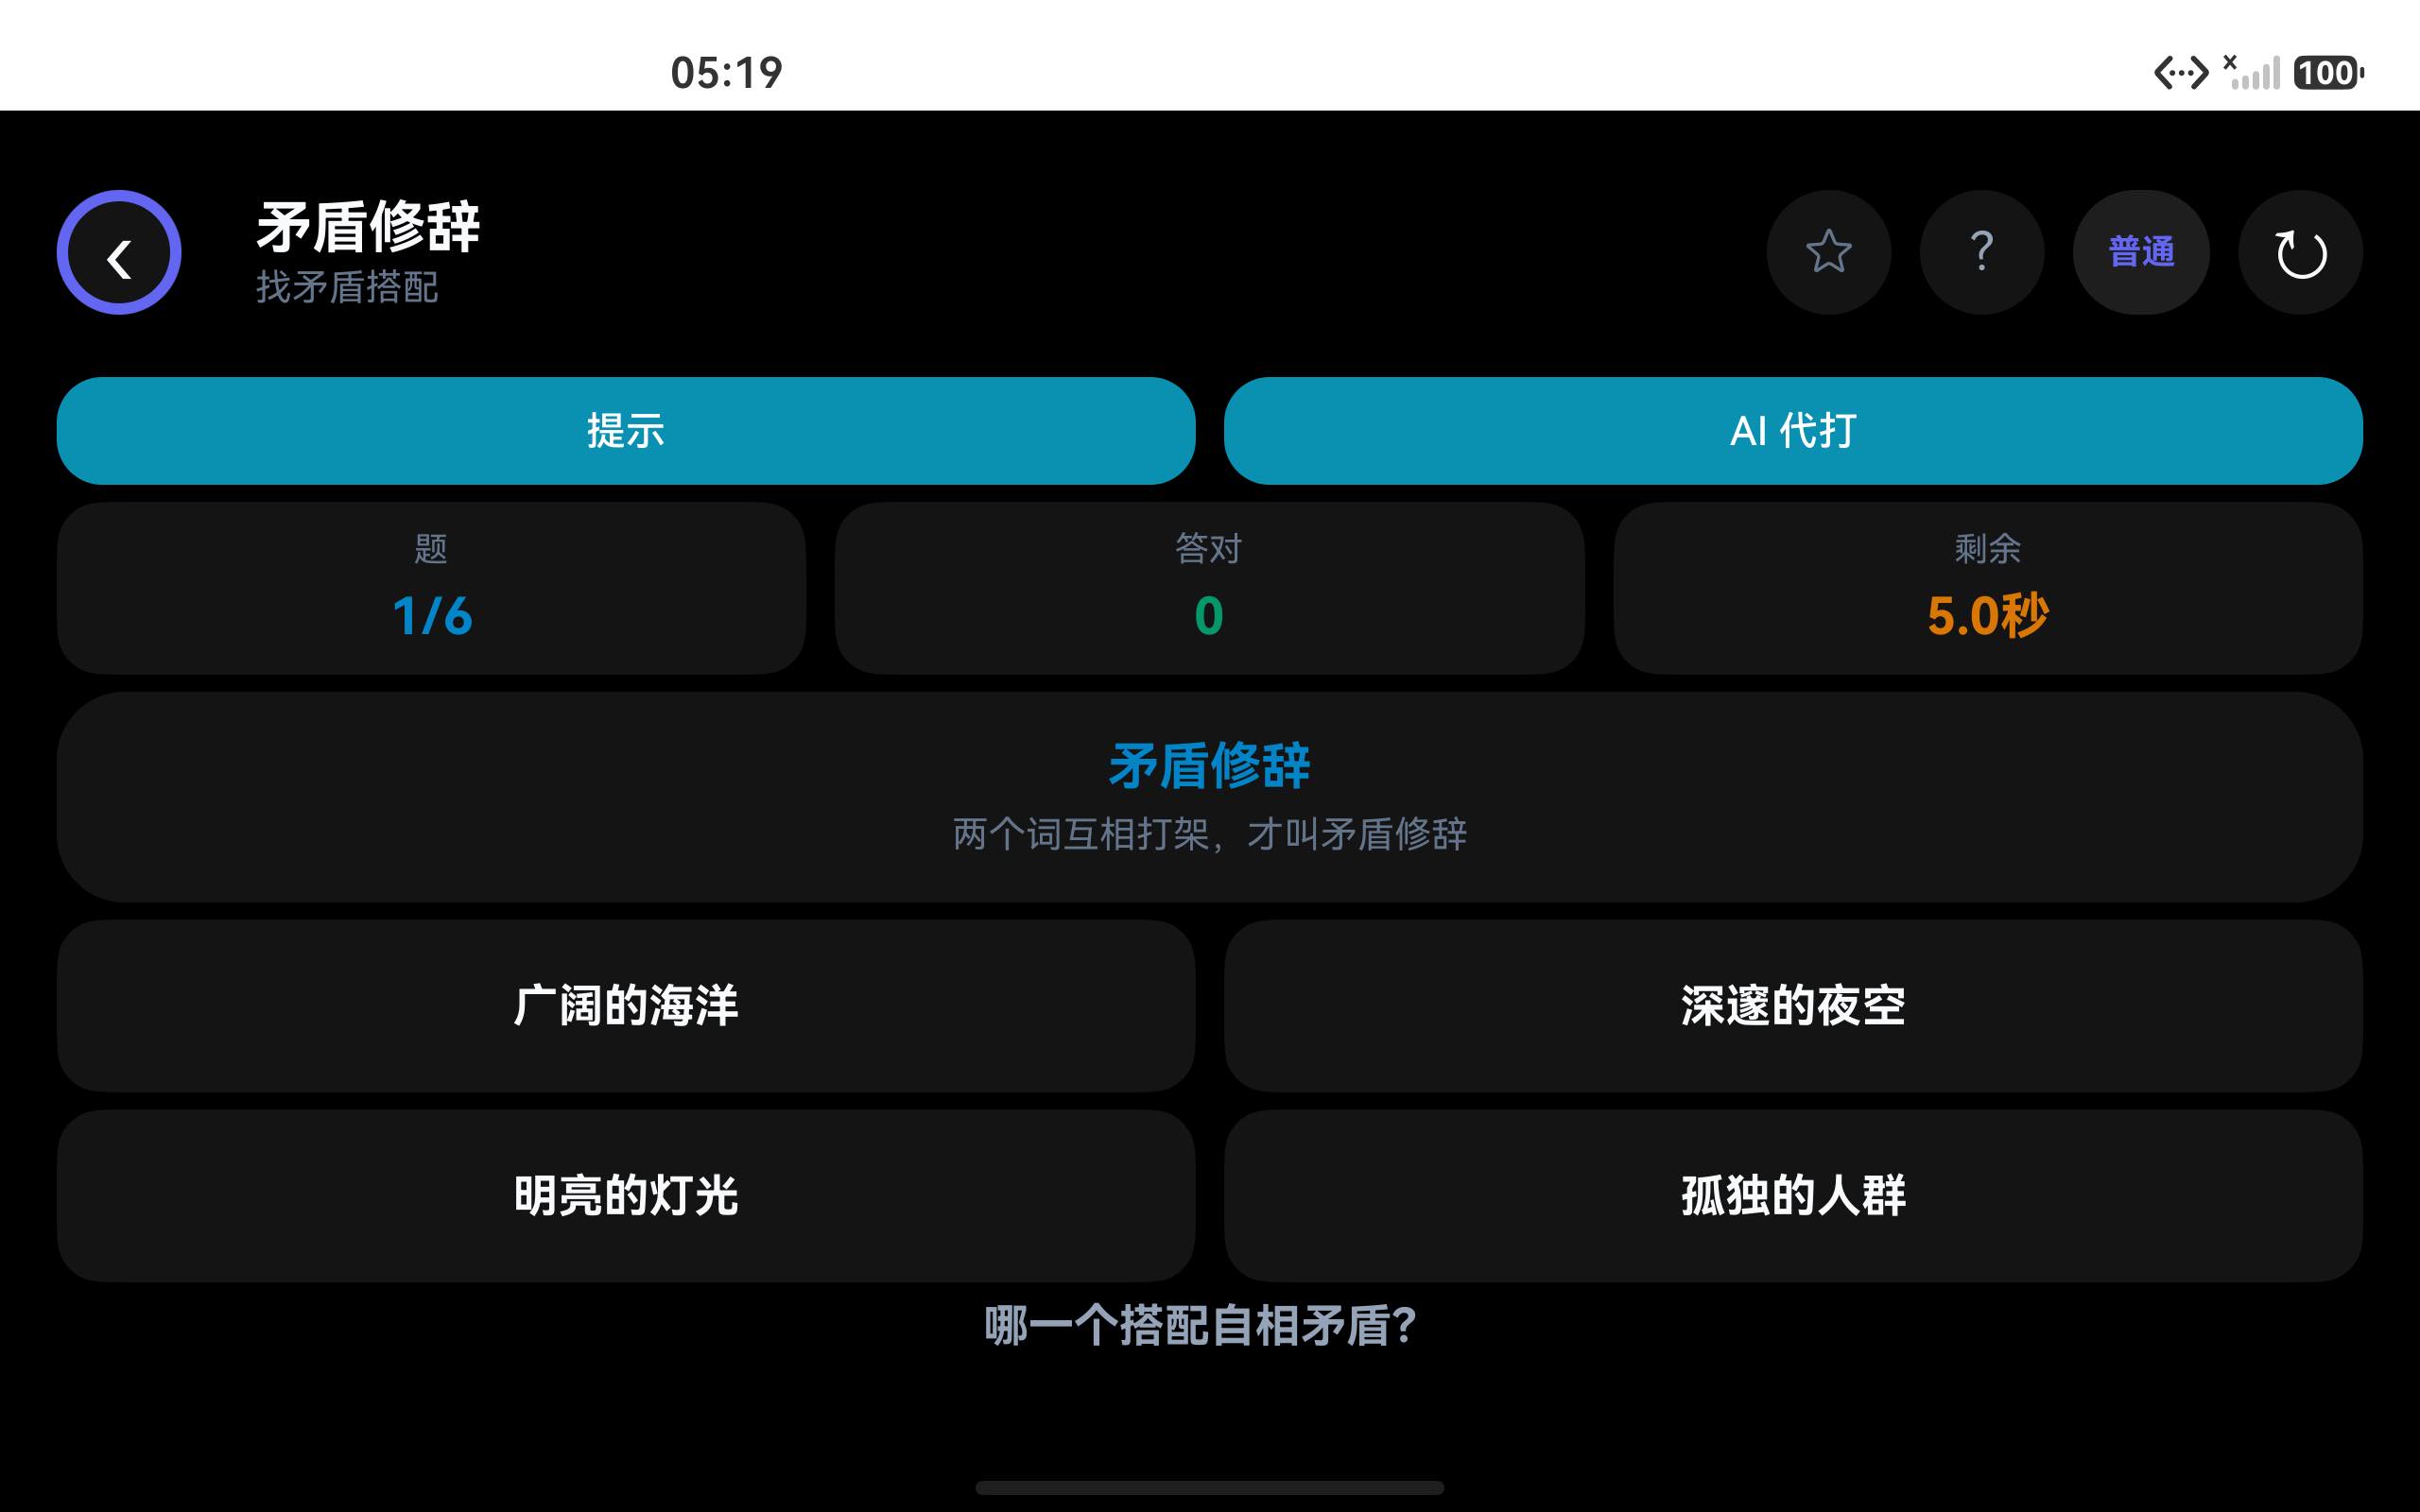 05:19
100
矛盾修辞
找矛盾搭配
?
普通
提示
AI 代打
题
1/6
答对
0
剩余
5.0秒
矛盾修辞
两个词互相打架，才叫矛盾修辞
广阔的海洋
深邃的夜空
明亮的灯光
孤独的人群
哪一个搭配自相矛盾?